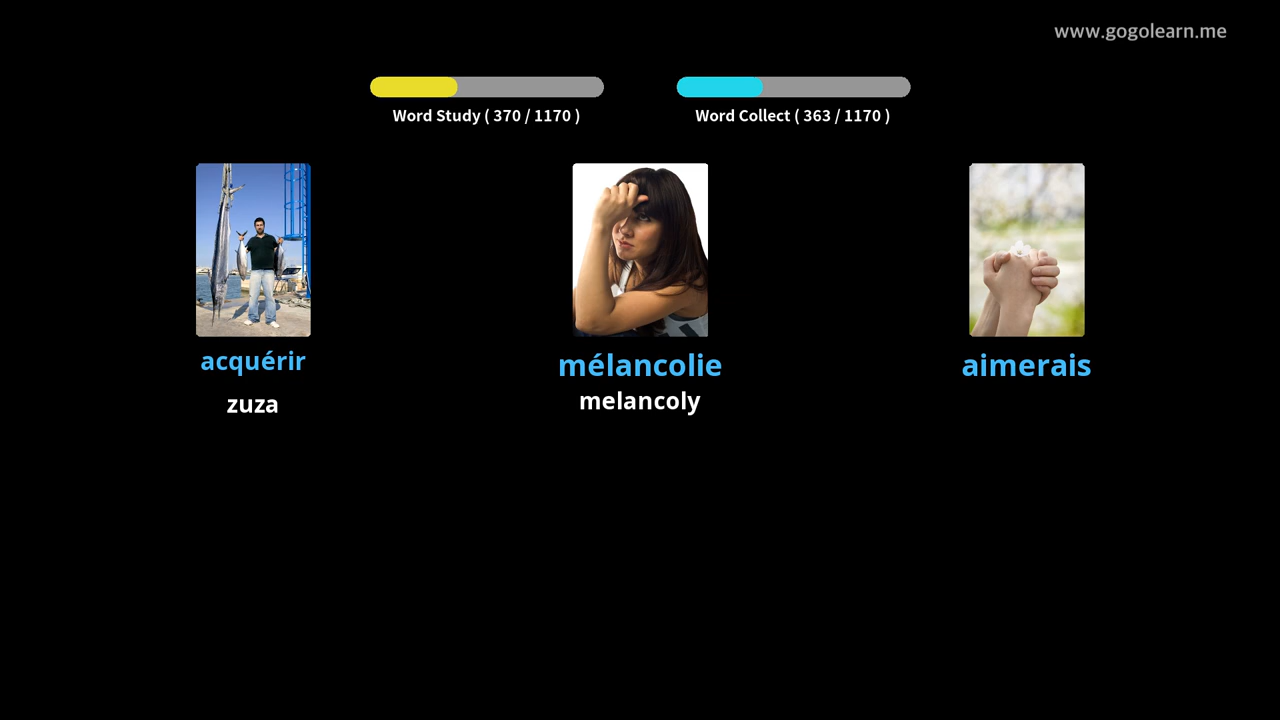 www.gogolearn.me
Word Study ( 370 / 1170 )
Word Collect ( 363 / 1170 )
acquérir
zuza
mélancolie
melancoly
aimerais